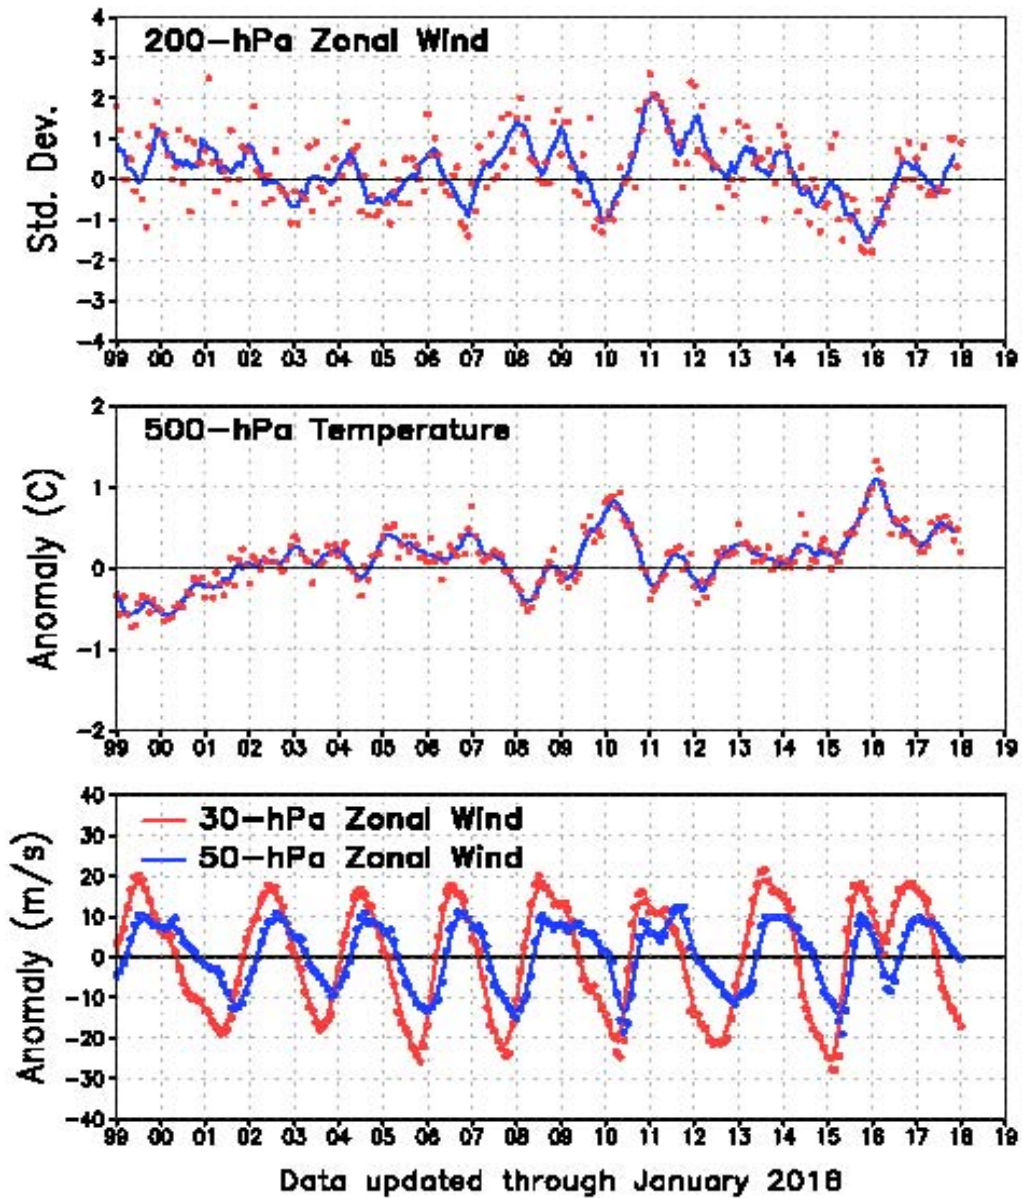 200-hPa Zonal Wind
Std. Dev.
4
3
2
1
0
-1
-2
-3
-4
99 00 01 02 03 04 05 06 07 08 09 10 11 12 13 14 15 16 17 18 19
500-hPa Temperature
Anomaly (C)
2
1
0
-1
-2
99 00 01 02 03 04 05 06 07 08 09 10 11 12 13 14 15 16 17 18 19
30-hPa Zonal Wind
50-hPa Zonal Wind
Anomaly (m/s)
40
30
20
10
0
-10
-20
-30
-40
99 00 01 02 03 04 05 06 07 08 09 10 11 12 13 14 15 16 17 18 19
Data updated through January 2018